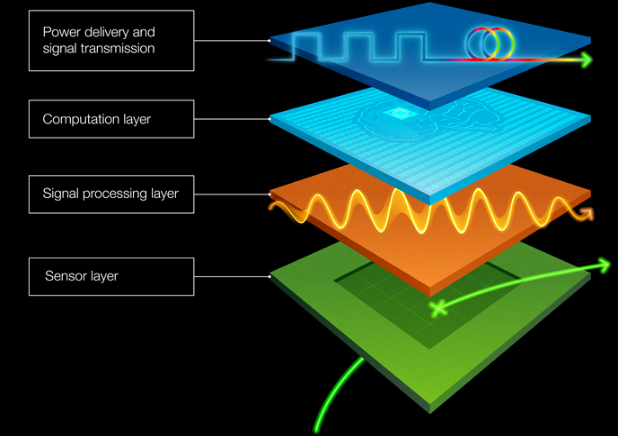 Power delivery and
signal transmission
Computation layer
Signal processing layer
Sensor layer